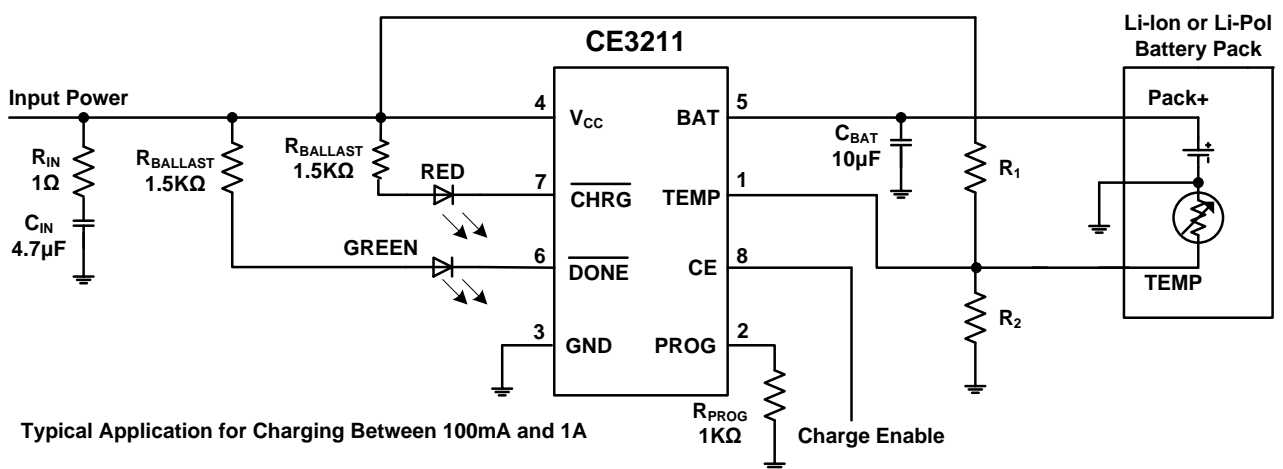 CE3211
Li-Ion or Li-Pol
Battery Pack
Input Power
4
VCC
BAT
5
Pack+
RIN
1Ω
RBALLAST
1.5KΩ
RBALLAST
1.5KΩ
RED
7
CHRG
TEMP
1
CBAT
10µF
R1
CIN
4.7µF
GREEN
6
DONE
CE
8
TEMP
R2
3
GND
PROG
2
RPROG
1KΩ
Charge Enable
Typical Application for Charging Between 100mA and 1A